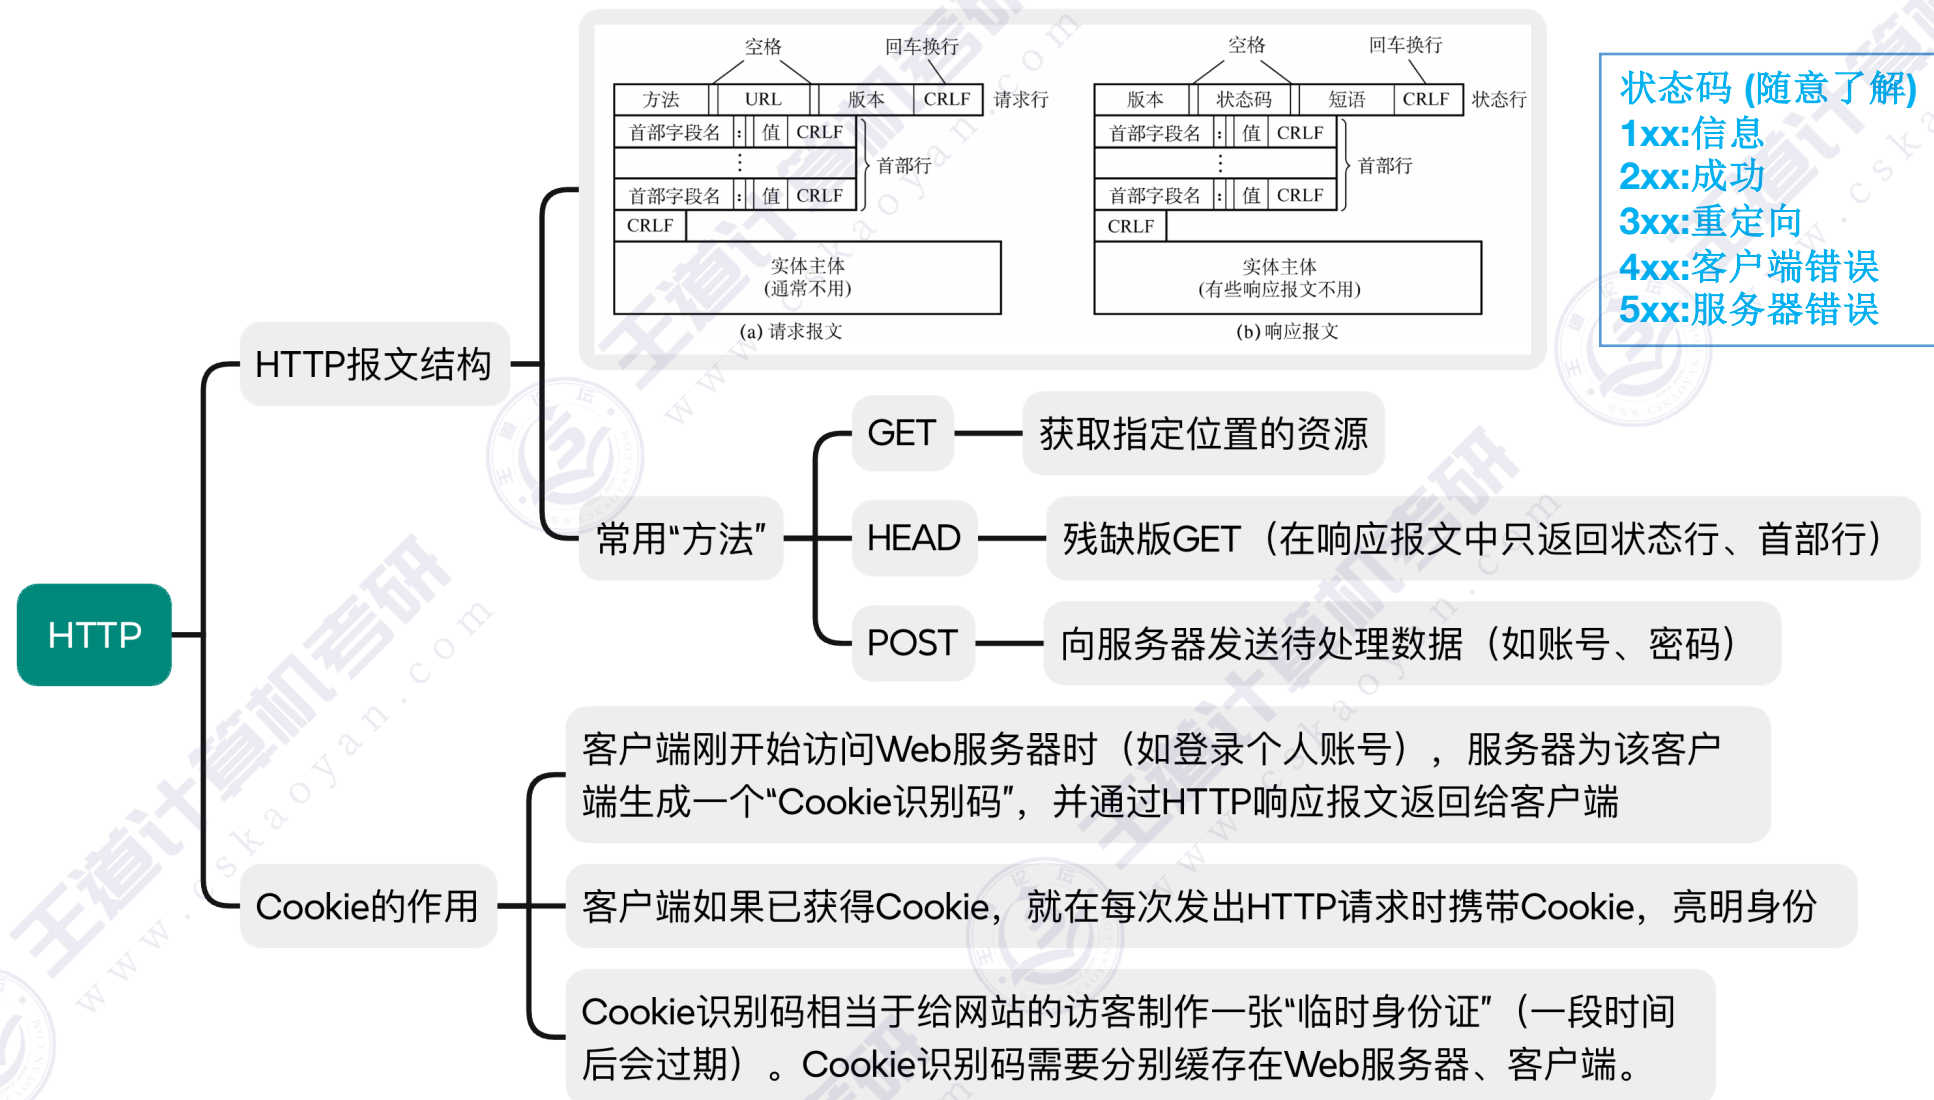 空格
回车换行
方法 URL 版本 CRLF 请求行
首部字段名 : 值 CRLF
⋮
首部行
首部字段名 : 值 CRLF
CRLF
实体主体
(通常不用)
(a) 请求报文
空格
回车换行
版本 状态码 短语 CRLF 状态行
首部字段名 : 值 CRLF
⋮
首部行
首部字段名 : 值 CRLF
CRLF
实体主体
(有些响应报文不用)
(b) 响应报文
状态码 (随意了解)
1xx:信息
2xx:成功
3xx:重定向
4xx:客户端错误
5xx:服务器错误
HTTP
HTTP报文结构
常用“方法”
GET
获取指定位置的资源
HEAD
残缺版GET（在响应报文中只返回状态行、首部行）
POST
向服务器发送待处理数据（如账号、密码）
Cookie的作用
客户端刚开始访问Web服务器时（如登录个人账号），服务器为该客户
端生成一个“Cookie识别码”，并通过HTTP响应报文返回给客户端
客户端如果已获得Cookie，就在每次发出HTTP请求时携带Cookie，亮明身份
Cookie识别码相当于给网站的访客制作一张“临时身份证”（一段时间
后会过期）。Cookie识别码需要分别缓存在Web服务器、客户端。
王道计算机考研
www.cskaoyan.com